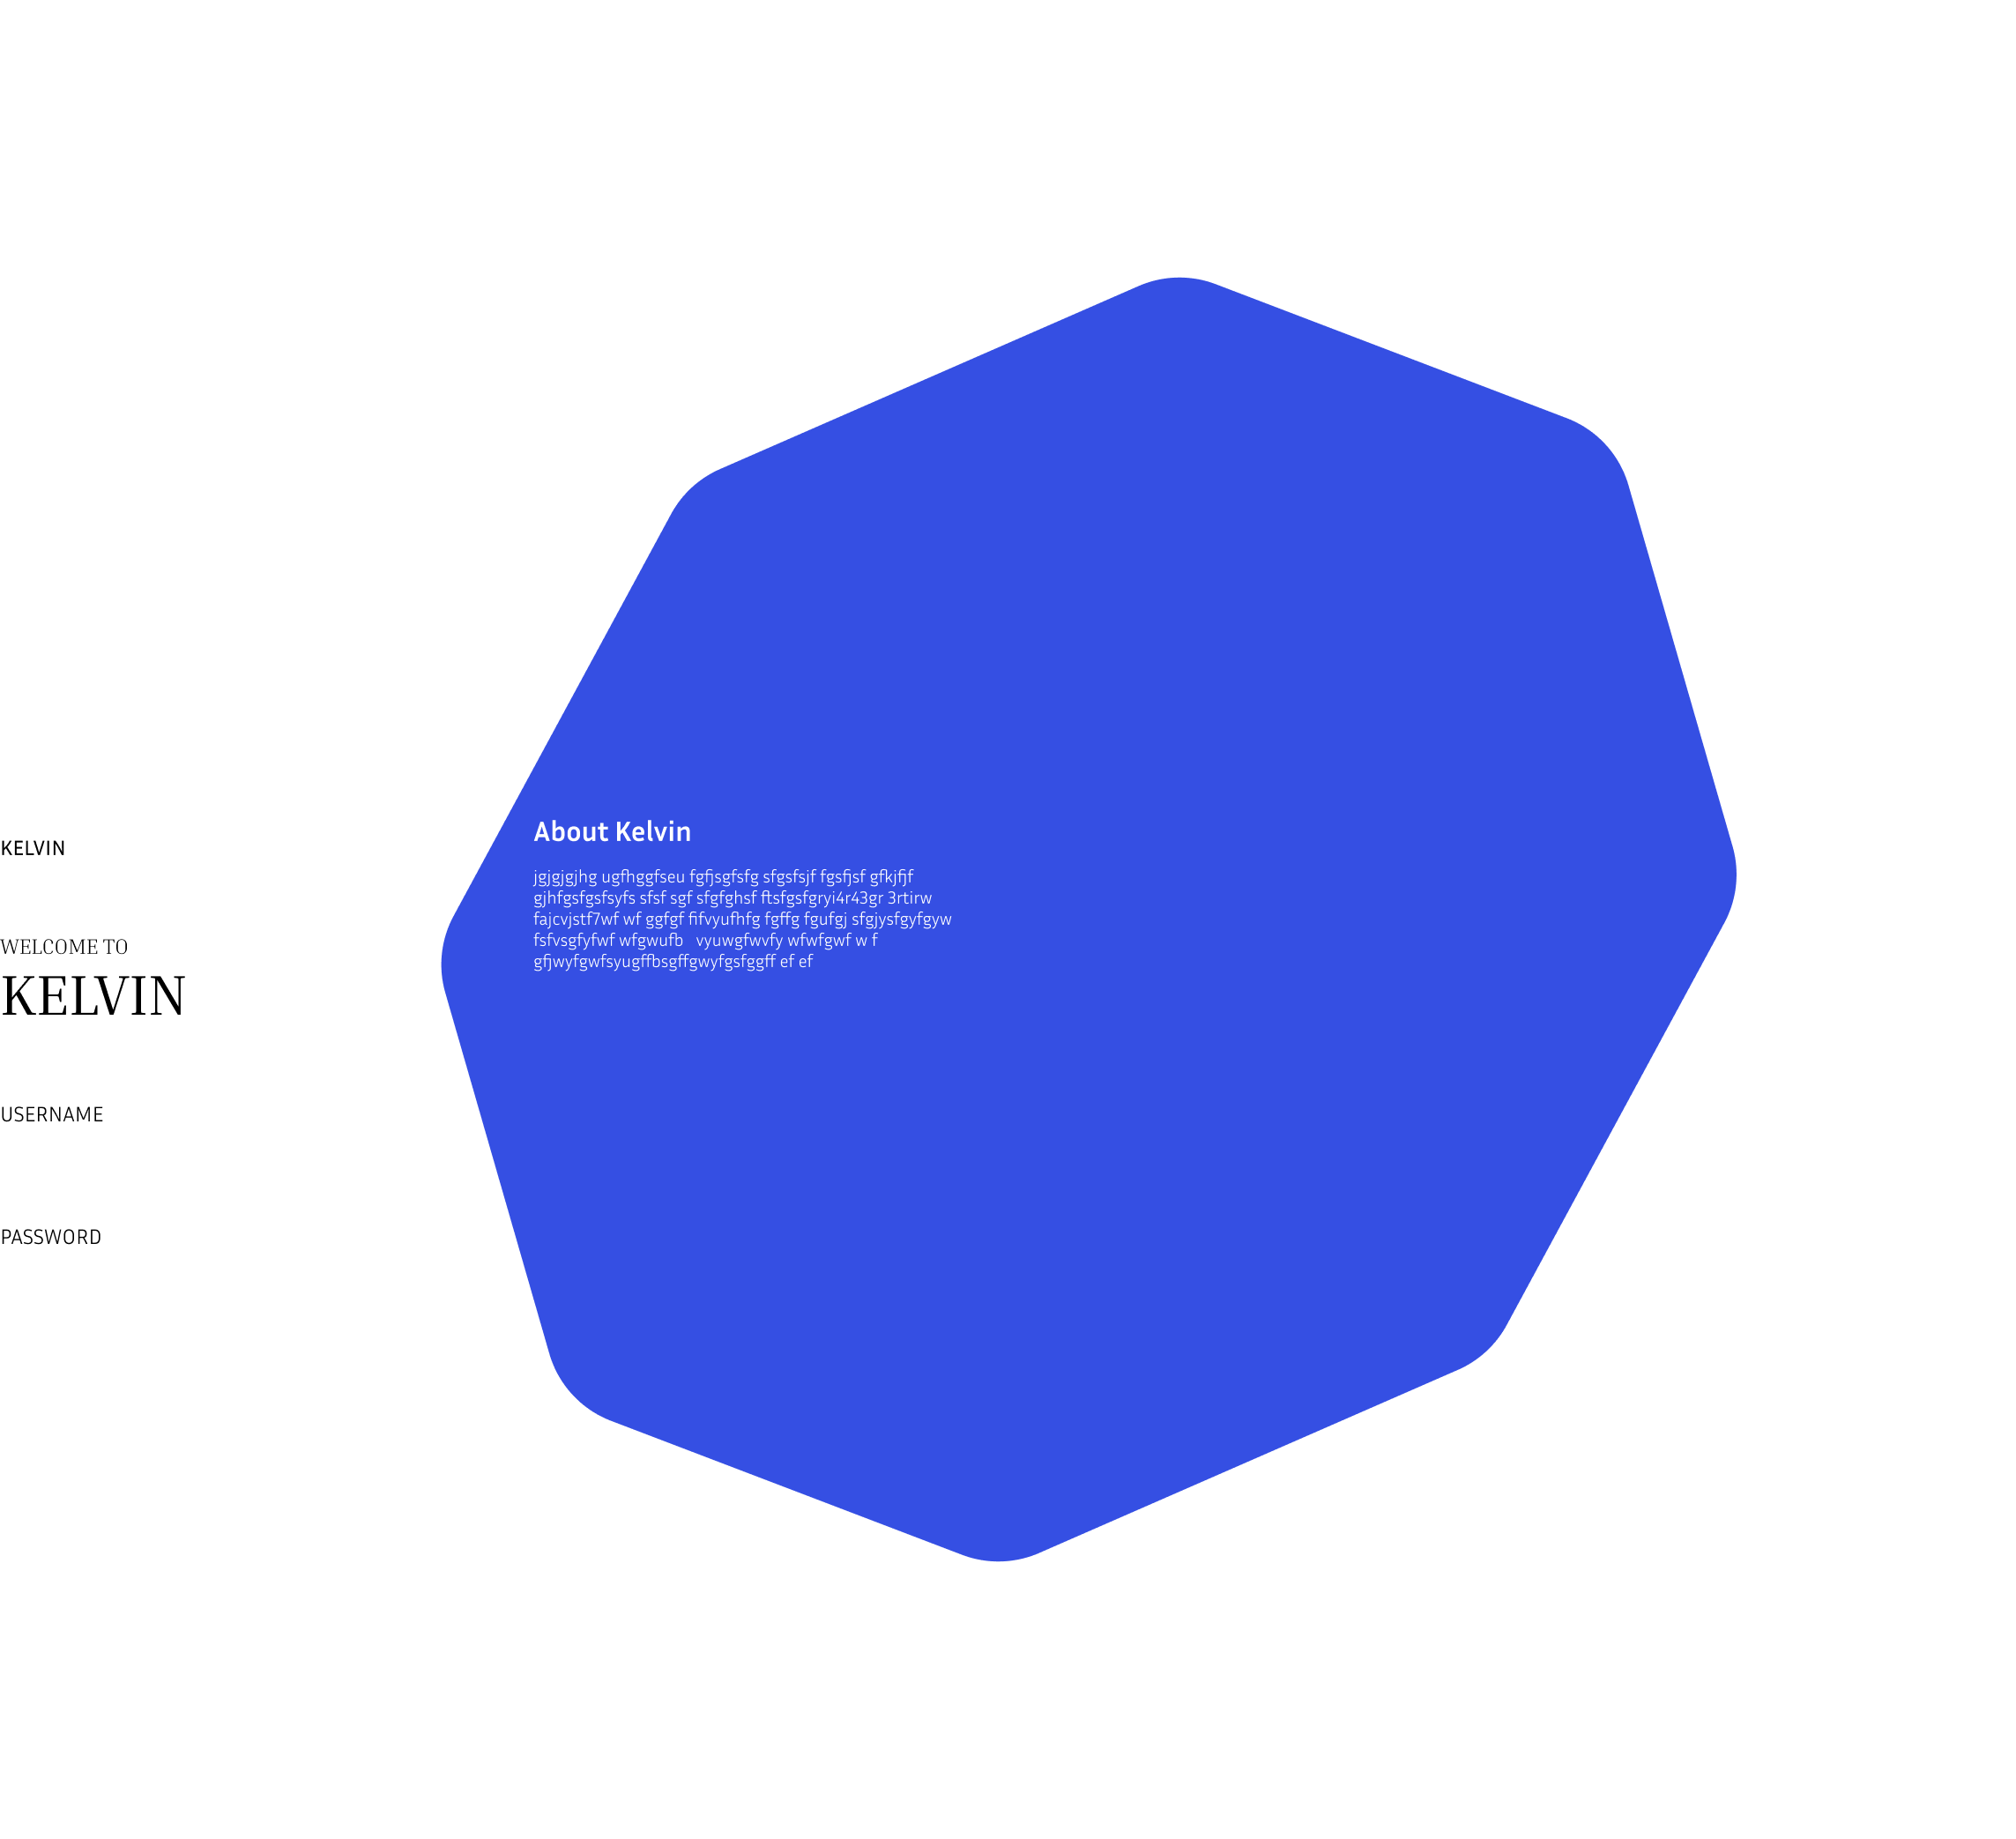 KELVIN
WELCOME TO
KELVIN
USERNAME
PASSWORD
About Kelvin
jgjgjgjhg ugfhggfseu fgfjsgfsfg sfgsfsjf fgsfjsf gfkjfjf
gjhfgsfgsfsyfs sfsf sgf sfgfghsf ftsfgsfgryi4r43gr 3rtirw
fajcvjstf7wf wf ggfgf fifvyufhfg fgffg fgufgj sfgjysfgyfgyw
fsfvsgfyfwf wfgwufb   vyuwgfwvfy wfwfgwf w f
gfjwyfgwfsyugffbsgffgwyfgsfggff ef ef